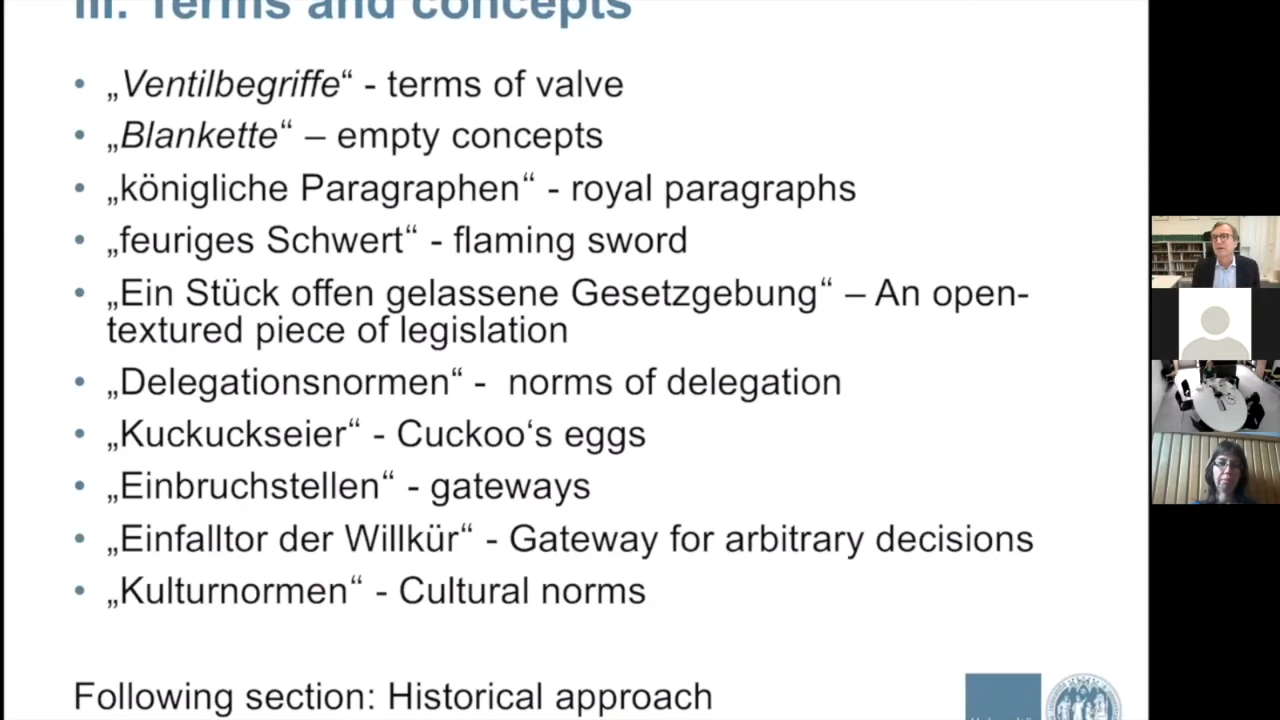 III. Terms and concepts
• „Ventilbegriffe“ - terms of valve
• „Blankette“ – empty concepts
• „königliche Paragraphen“ - royal paragraphs
• „feuriges Schwert“ - flaming sword
• „Ein Stück offen gelassene Gesetzgebung“ – An open-
textured piece of legislation
• „Delegationsnormen“ -  norms of delegation
• „Kuckuckseier“ - Cuckoo‘s eggs
• „Einbruchstellen“ - gateways
• „Einfalltor der Willkür“ - Gateway for arbitrary decisions
• „Kulturnormen“ - Cultural norms
Following section: Historical approach